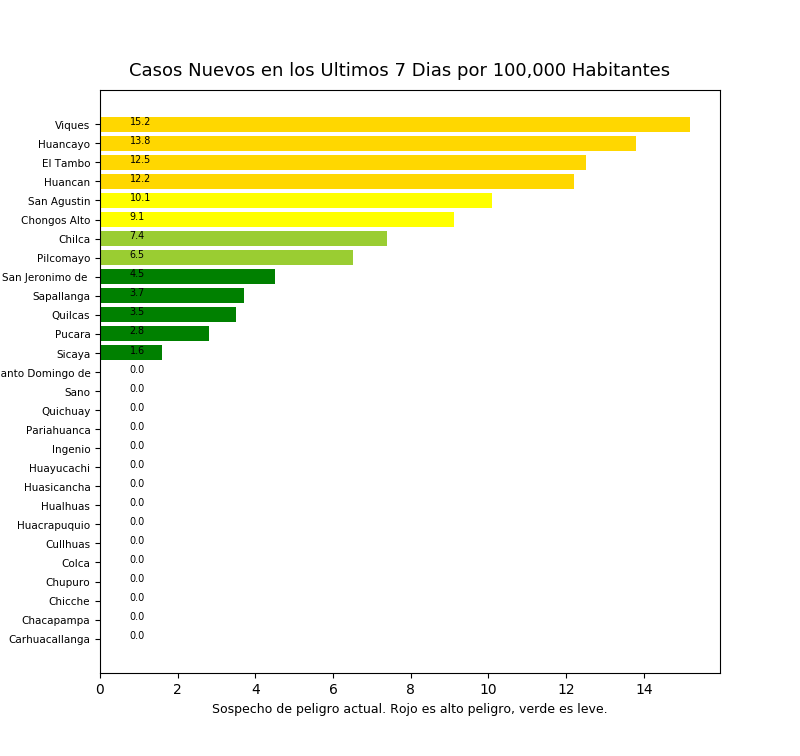 Casos Nuevos en los Ultimos 7 Dias por 100,000 Habitantes
Viques 15.2
Huancayo 13.8
El Tambo 12.5
Huancan 12.2
San Agustin 10.1
Chongos Alto 9.1
Chilca 7.4
Pilcomayo 6.5
San Jeronimo de 4.5
Sapallanga 3.7
Quilcas 3.5
Pucara 2.8
Sicaya 1.6
anto Domingo de 0.0
Sano 0.0
Quichuay 0.0
Pariahuanca 0.0
Ingenio 0.0
Huayucachi 0.0
Huasicancha 0.0
Hualhuas 0.0
Huacrapuquio 0.0
Cullhuas 0.0
Colca 0.0
Chupuro 0.0
Chicche 0.0
Chacapampa 0.0
Carhuacallanga 0.0
0 2 4 6 8 10 12 14
Sospecho de peligro actual. Rojo es alto peligro, verde es leve.